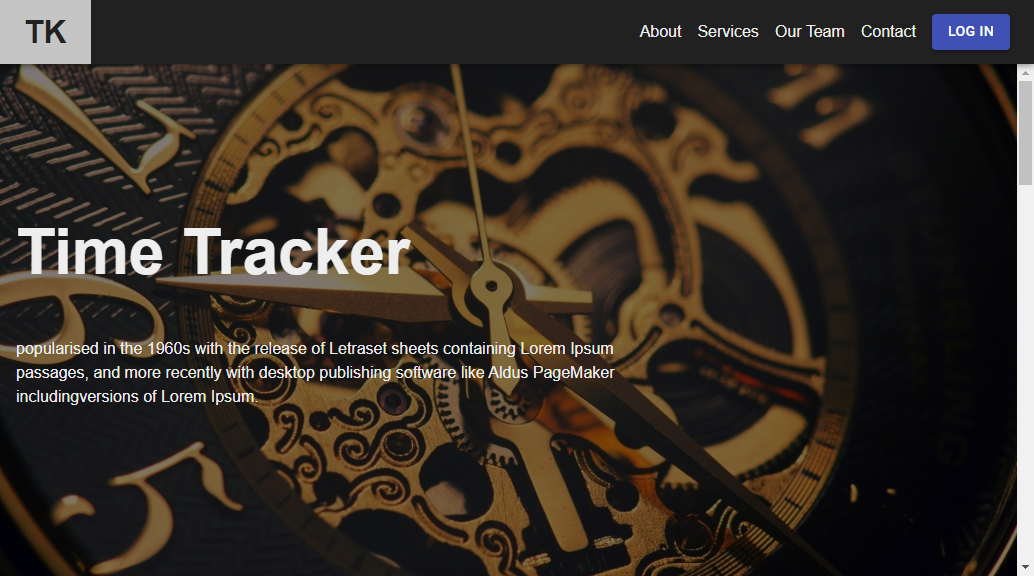 TK
About Services Our Team Contact LOG IN
Time Tracker
popularised in the 1960s with the release of Letraset sheets containing Lorem Ipsum
passages, and more recently with desktop publishing software like Aldus PageMaker
includingversions of Lorem Ipsum.